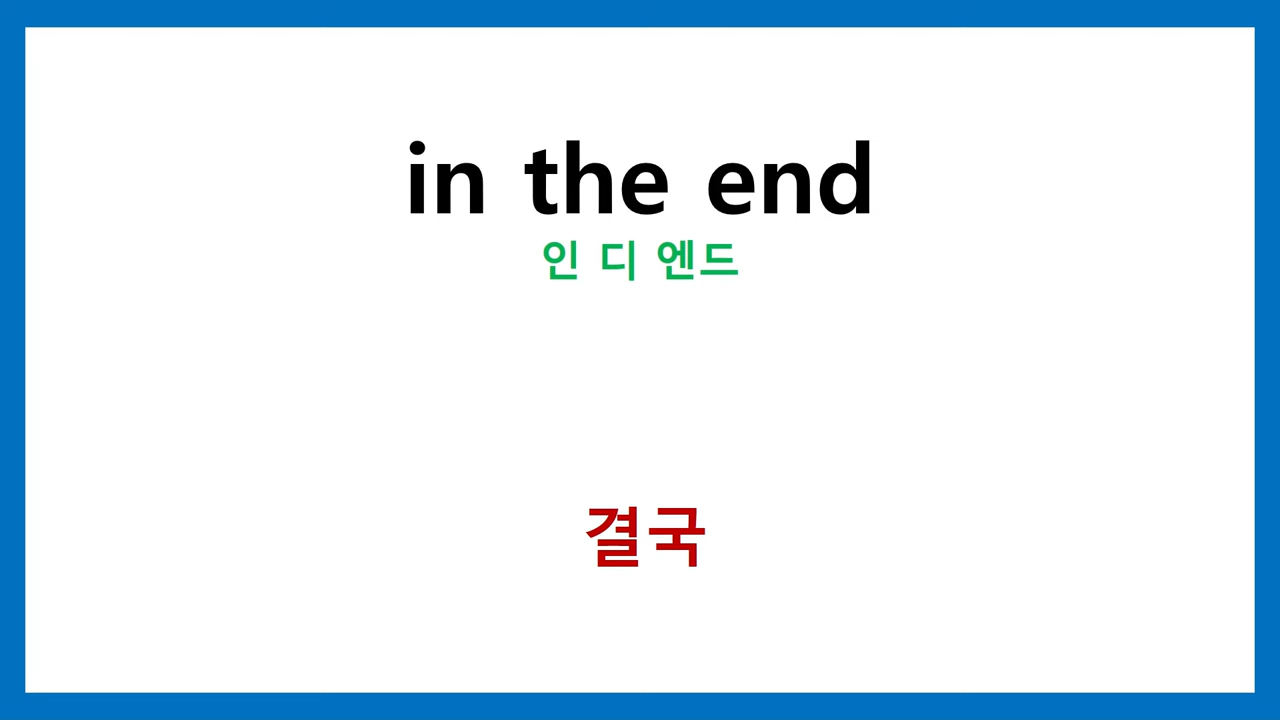 in the end
인 디 엔드
결국